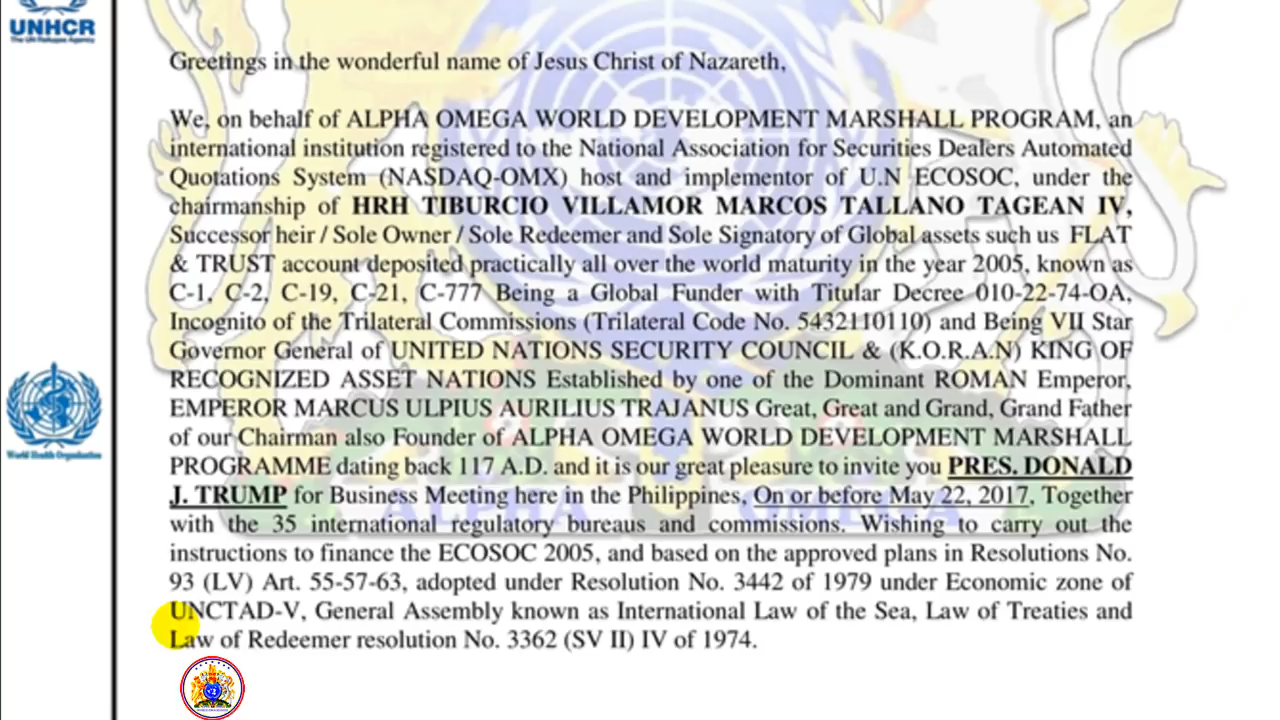 UNHCR
The UN Refugee Agency
Greetings in the wonderful name of Jesus Christ of Nazareth,
We, on behalf of ALPHA OMEGA WORLD DEVELOPMENT MARSHALL PROGRAM, an
international institution registered to the National Association for Securities Dealers Automated
Quotations System (NASDAQ-OMX) host and implementor of U.N ECOSOC, under the
chairmanship of HRH TIBURCIO VILLAMOR MARCOS TALLANO TAGEAN IV,
Successor heir / Sole Owner / Sole Redeemer and Sole Signatory of Global assets such us FLAT
& TRUST account deposited practically all over the world maturity in the year 2005, known as
C-1, C-2, C-19, C-21, C-777 Being a Global Funder with Titular Decree 010-22-74-OA,
Incognito of the Trilateral Commissions (Trilateral Code No. 5432110110) and Being VII Star
Governor General of UNITED NATIONS SECURITY COUNCIL & (K.O.R.A.N) KING OF
RECOGNIZED ASSET NATIONS Established by one of the Dominant ROMAN Emperor,
EMPEROR MARCUS ULPIUS AURILIUS TRAJANUS Great, Great and Grand, Grand Father
of our Chairman also Founder of ALPHA OMEGA WORLD DEVELOPMENT MARSHALL
PROGRAMME dating back 117 A.D. and it is our great pleasure to invite you PRES. DONALD
J. TRUMP for Business Meeting here in the Philippines, On or before May 22, 2017, Together
with the 35 international regulatory bureaus and commissions. Wishing to carry out the
instructions to finance the ECOSOC 2005, and based on the approved plans in Resolutions No.
93 (LV) Art. 55-57-63, adopted under Resolution No. 3442 of 1979 under Economic zone of
UNCTAD-V, General Assembly known as International Law of the Sea, Law of Treaties and
Law of Redeemer resolution No. 3362 (SV II) IV of 1974.
World Health Organization
ALPHA OMEGA